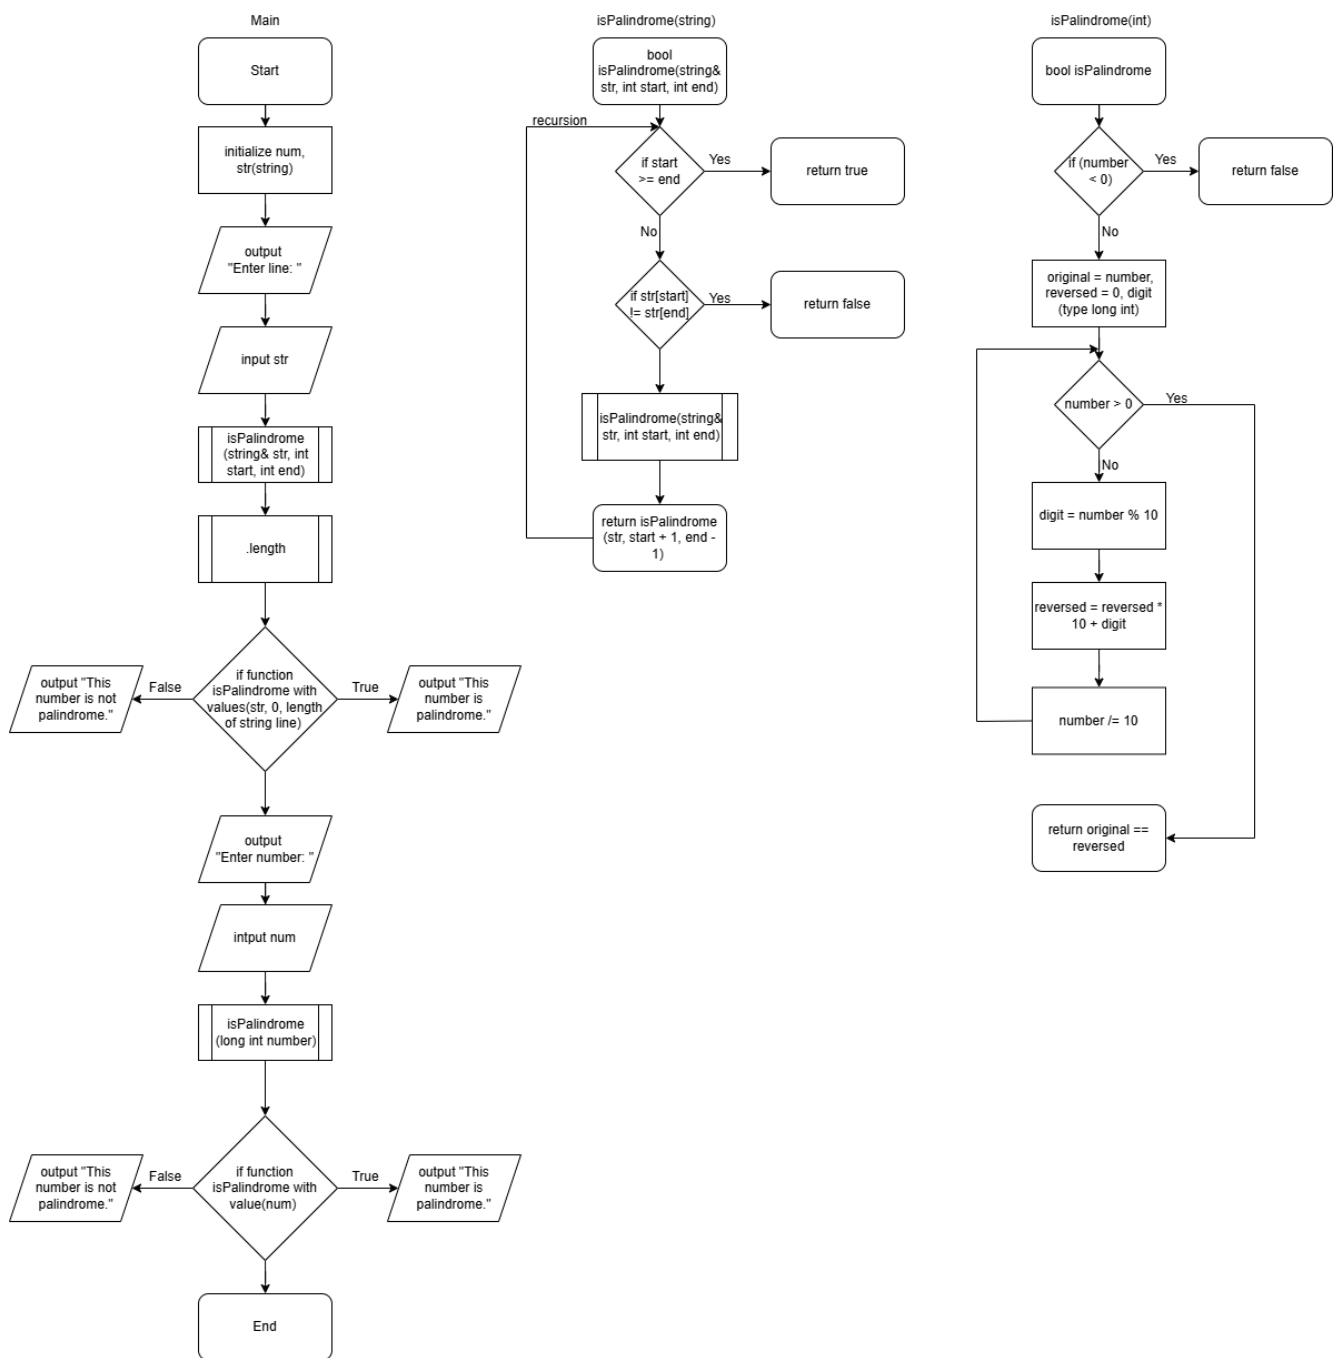 Main
Start
initialize num,
str(string)
output
"Enter line: "
input str
isPalindrome
(string& str, int
start, int end)
.length
if function
isPalindrome with
values(str, 0, length
of string line)
False
output "This
number is not
palindrome."
True
output "This
number is
palindrome."
output
"Enter number: "
intput num
isPalindrome
(long int number)
if function
isPalindrome with
value(num)
False
output "This
number is not
palindrome."
True
output "This
number is
palindrome."
End
isPalindrome(string)
bool
isPalindrome(string&
str, int start, int end)
recursion
if start
>= end
Yes
return true
No
if str[start]
!= str[end]
Yes
return false
isPalindrome(string&
str, int start, int end)
return isPalindrome
(str, start + 1, end -
1)
isPalindrome(int)
bool isPalindrome
if (number
< 0)
Yes
return false
No
original = number,
reversed = 0, digit
(type long int)
number > 0
Yes
No
digit = number % 10
reversed = reversed *
10 + digit
number /= 10
return original ==
reversed